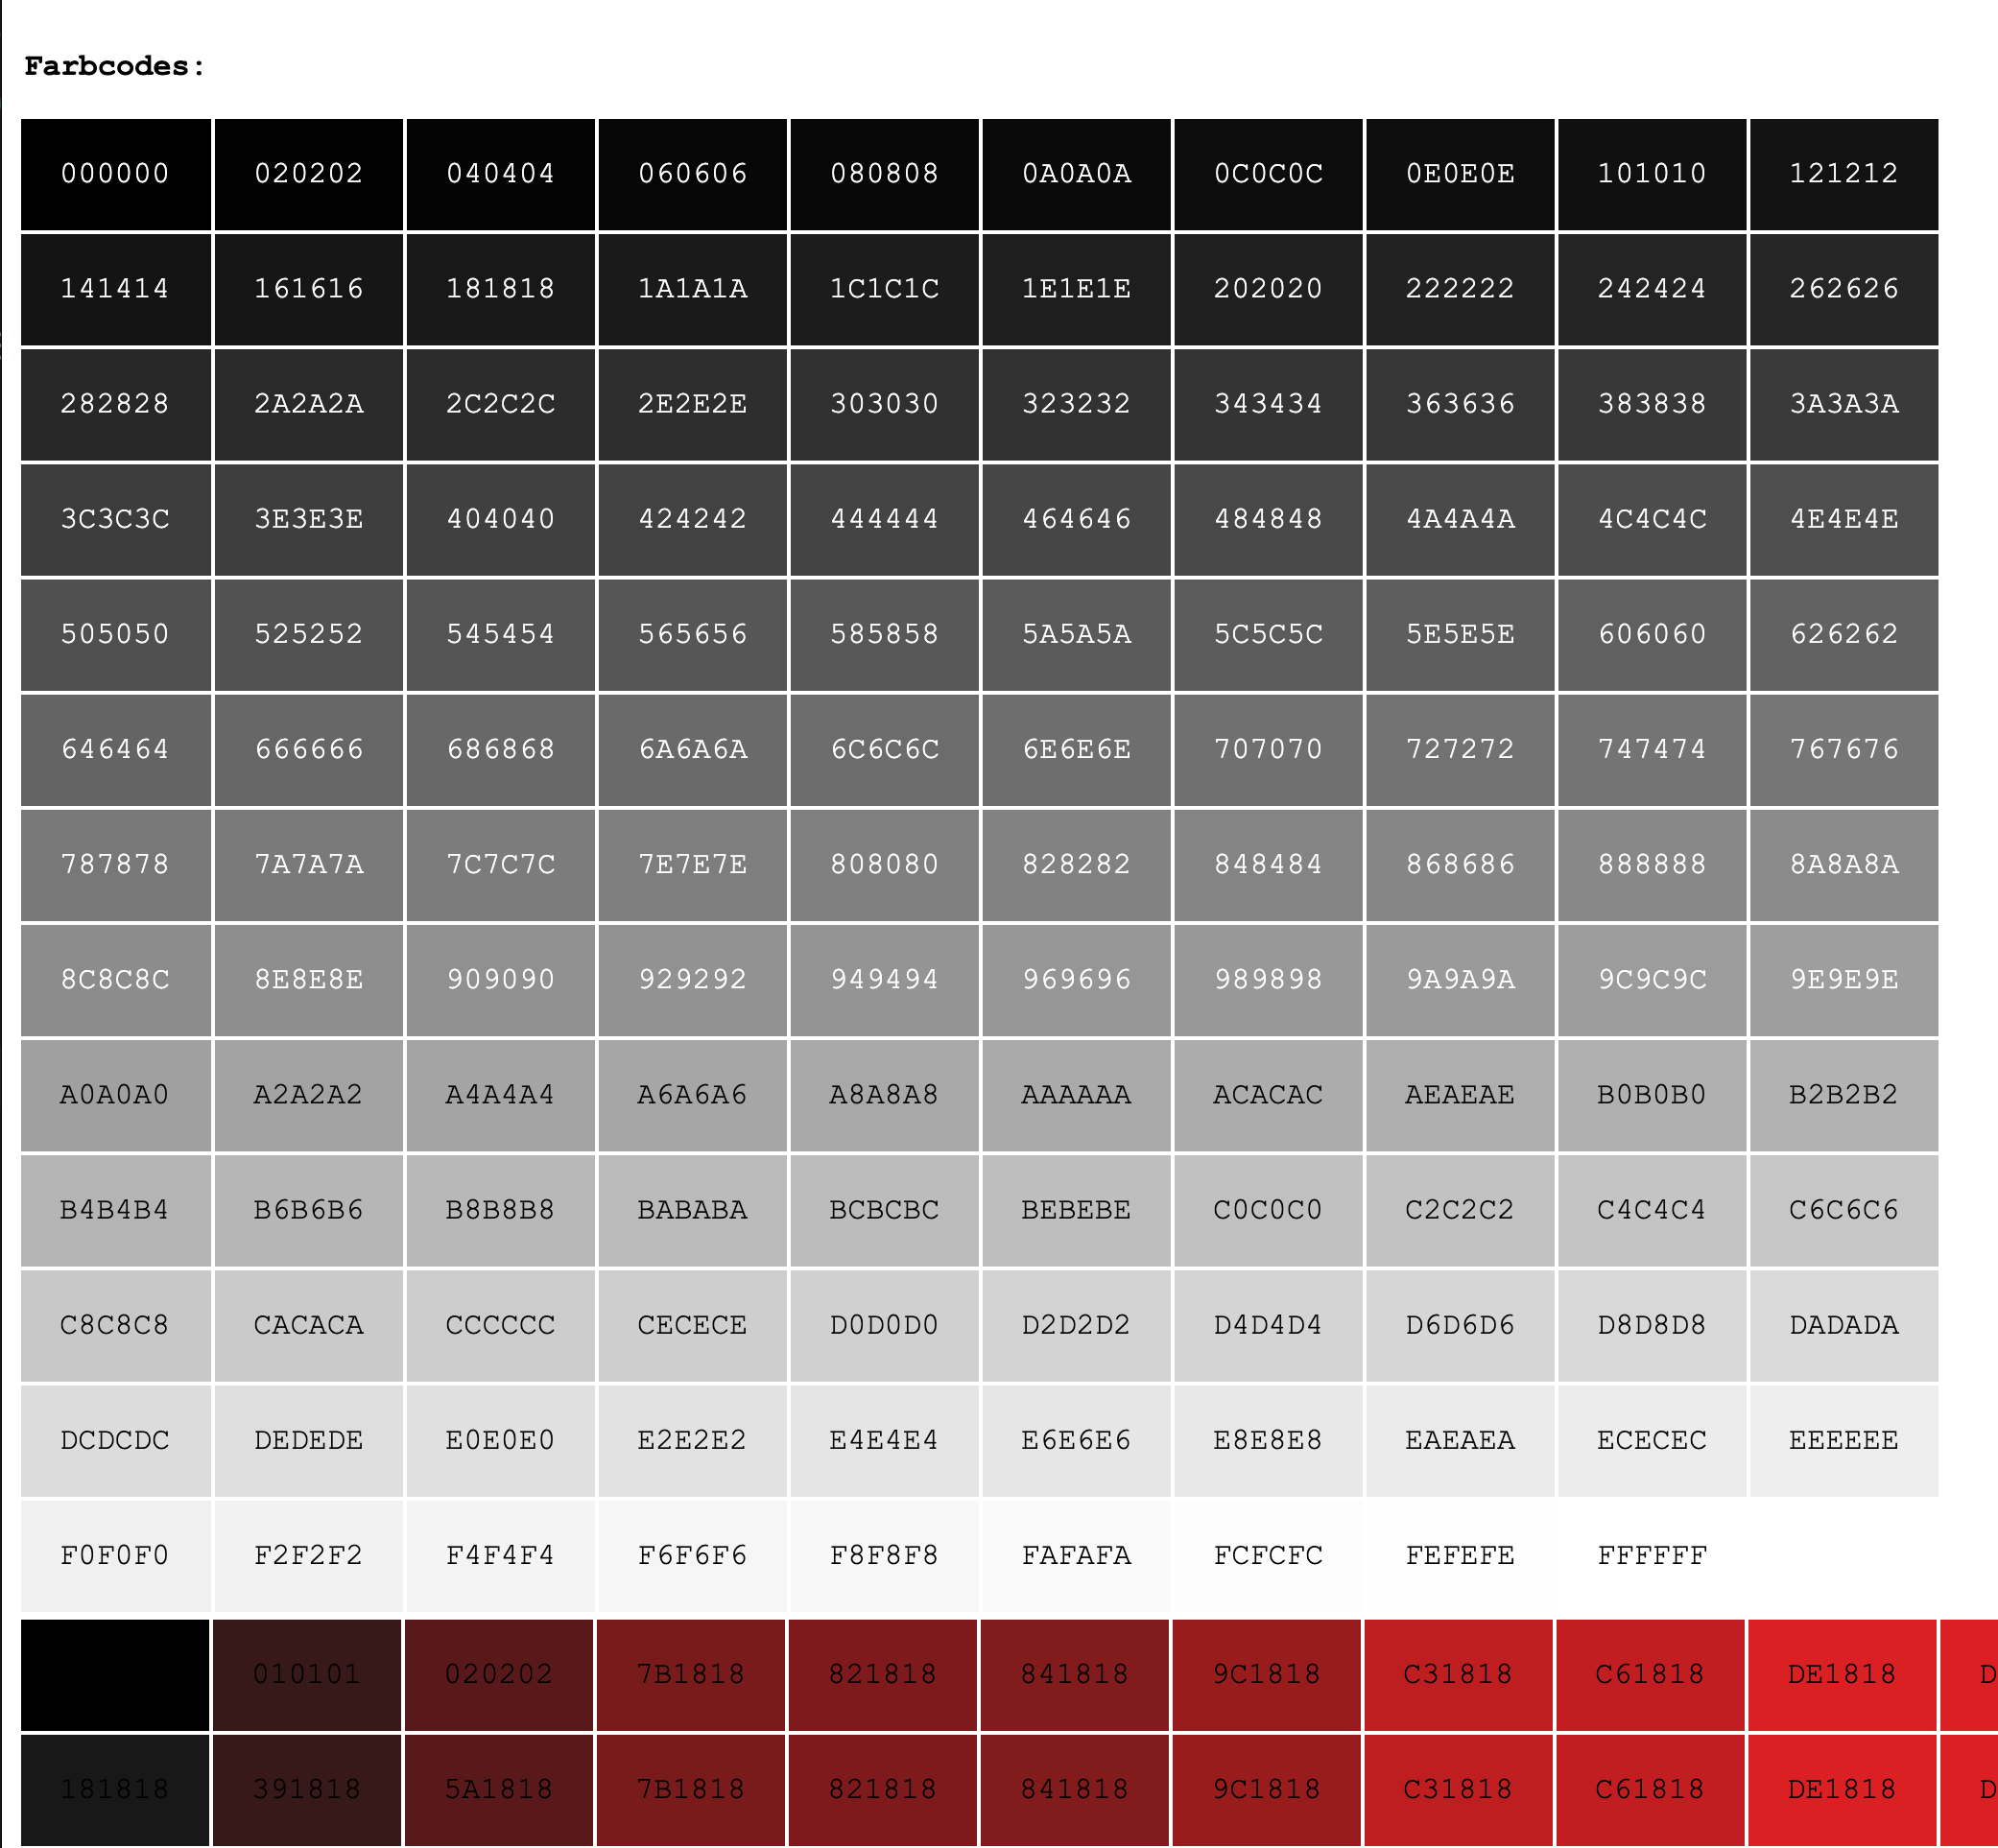 Farbcodes:
000000 020202 040404 060606 080808 0A0A0A 0C0C0C 0E0E0E 101010 121212
141414 161616 181818 1A1A1A 1C1C1C 1E1E1E 202020 222222 242424 262626
282828 2A2A2A 2C2C2C 2E2E2E 303030 323232 343434 363636 383838 3A3A3A
3C3C3C 3E3E3E 404040 424242 444444 464646 484848 4A4A4A 4C4C4C 4E4E4E
505050 525252 545454 565656 585858 5A5A5A 5C5C5C 5E5E5E 606060 626262
646464 666666 686868 6A6A6A 6C6C6C 6E6E6E 707070 727272 747474 767676
787878 7A7A7A 7C7C7C 7E7E7E 808080 828282 848484 868686 888888 8A8A8A
8C8C8C 8E8E8E 909090 929292 949494 969696 989898 9A9A9A 9C9C9C 9E9E9E
A0A0A0 A2A2A2 A4A4A4 A6A6A6 A8A8A8 AAAAAA ACACAC AEAEAE B0B0B0 B2B2B2
B4B4B4 B6B6B6 B8B8B8 BABABA BCBCBC BEBEBE C0C0C0 C2C2C2 C4C4C4 C6C6C6
C8C8C8 CACACA CCCCCC CECECE D0D0D0 D2D2D2 D4D4D4 D6D6D6 D8D8D8 DADADA
DCDCDC DEDEDE E0E0E0 E2E2E2 E4E4E4 E6E6E6 E8E8E8 EAEAEA ECECEC EEEEEE
F0F0F0 F2F2F2 F4F4F4 F6F6F6 F8F8F8 FAFAFA FCFCFC FEFEFE FFFFFF
010101 020202 7B1818 821818 841818 9C1818 C31818 C61818 DE1818 D
181818 391818 5A1818 7B1818 821818 841818 9C1818 C31818 C61818 DE1818 D